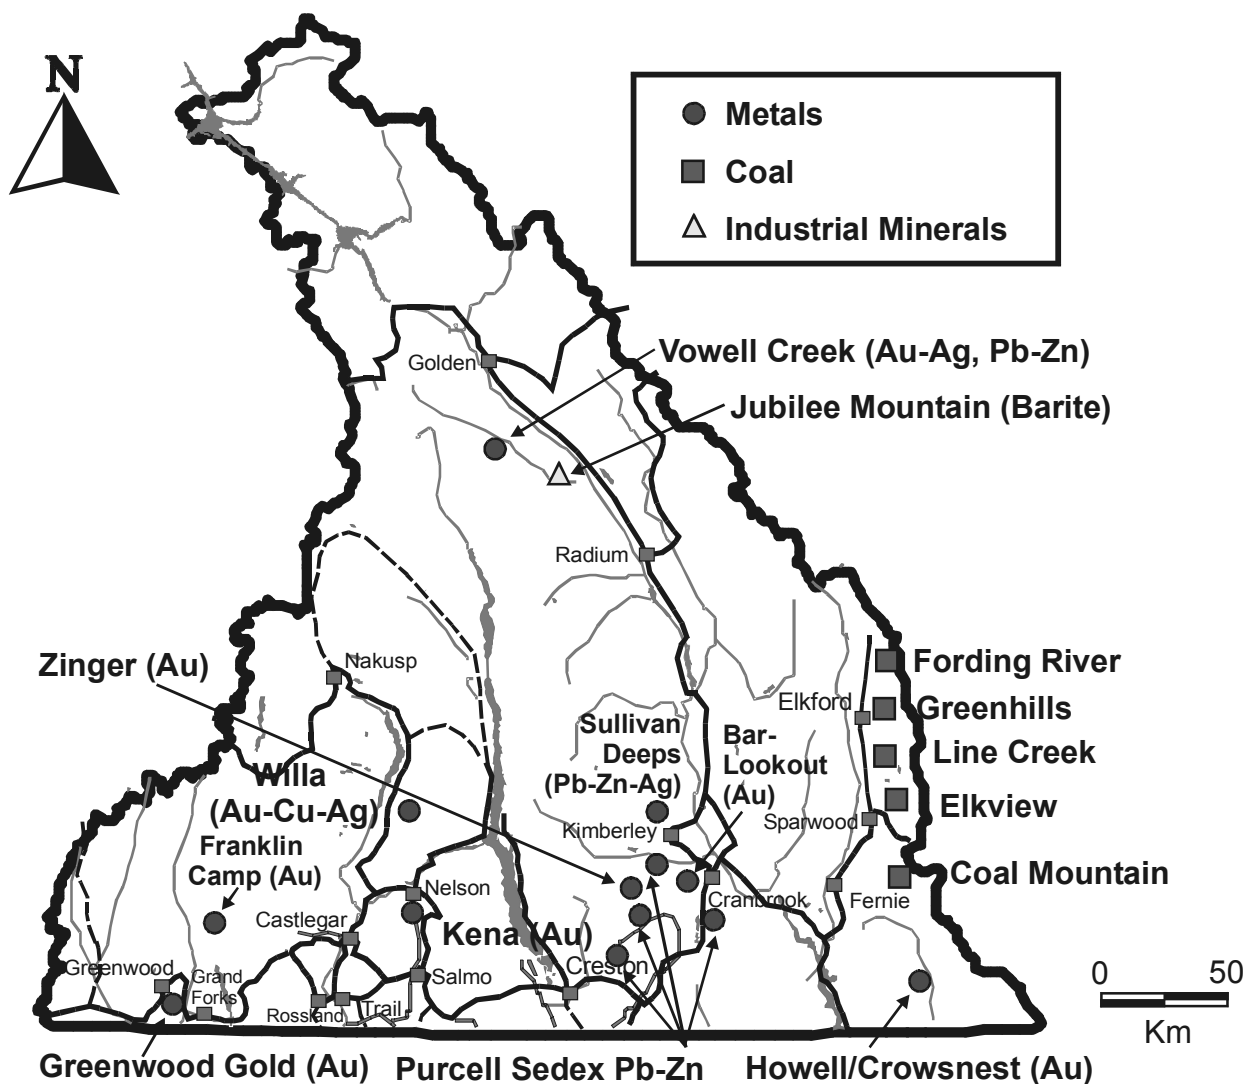 N
Metals
Coal
Industrial Minerals
Vowell Creek (Au-Ag, Pb-Zn)
Golden
Jubilee Mountain (Barite)
Radium
Zinger (Au)
Nakusp
Fording River
Elkford
Greenhills
Sullivan
Deeps
(Pb-Zn-Ag)
Bar-
Lookout
(Au)
Line Creek
Willa
(Au-Cu-Ag)
Elkview
Sparwood
Kimberley
Franklin
Camp (Au)
Coal Mountain
Nelson
Cranbrook
Fernie
Castlegar
Kena (Au)
Greenwood
Grand
Forks
Salmo
Creston
Rossland
Trail
0 50
Km
Greenwood Gold (Au)
Purcell Sedex Pb-Zn
Howell/Crowsnest (Au)